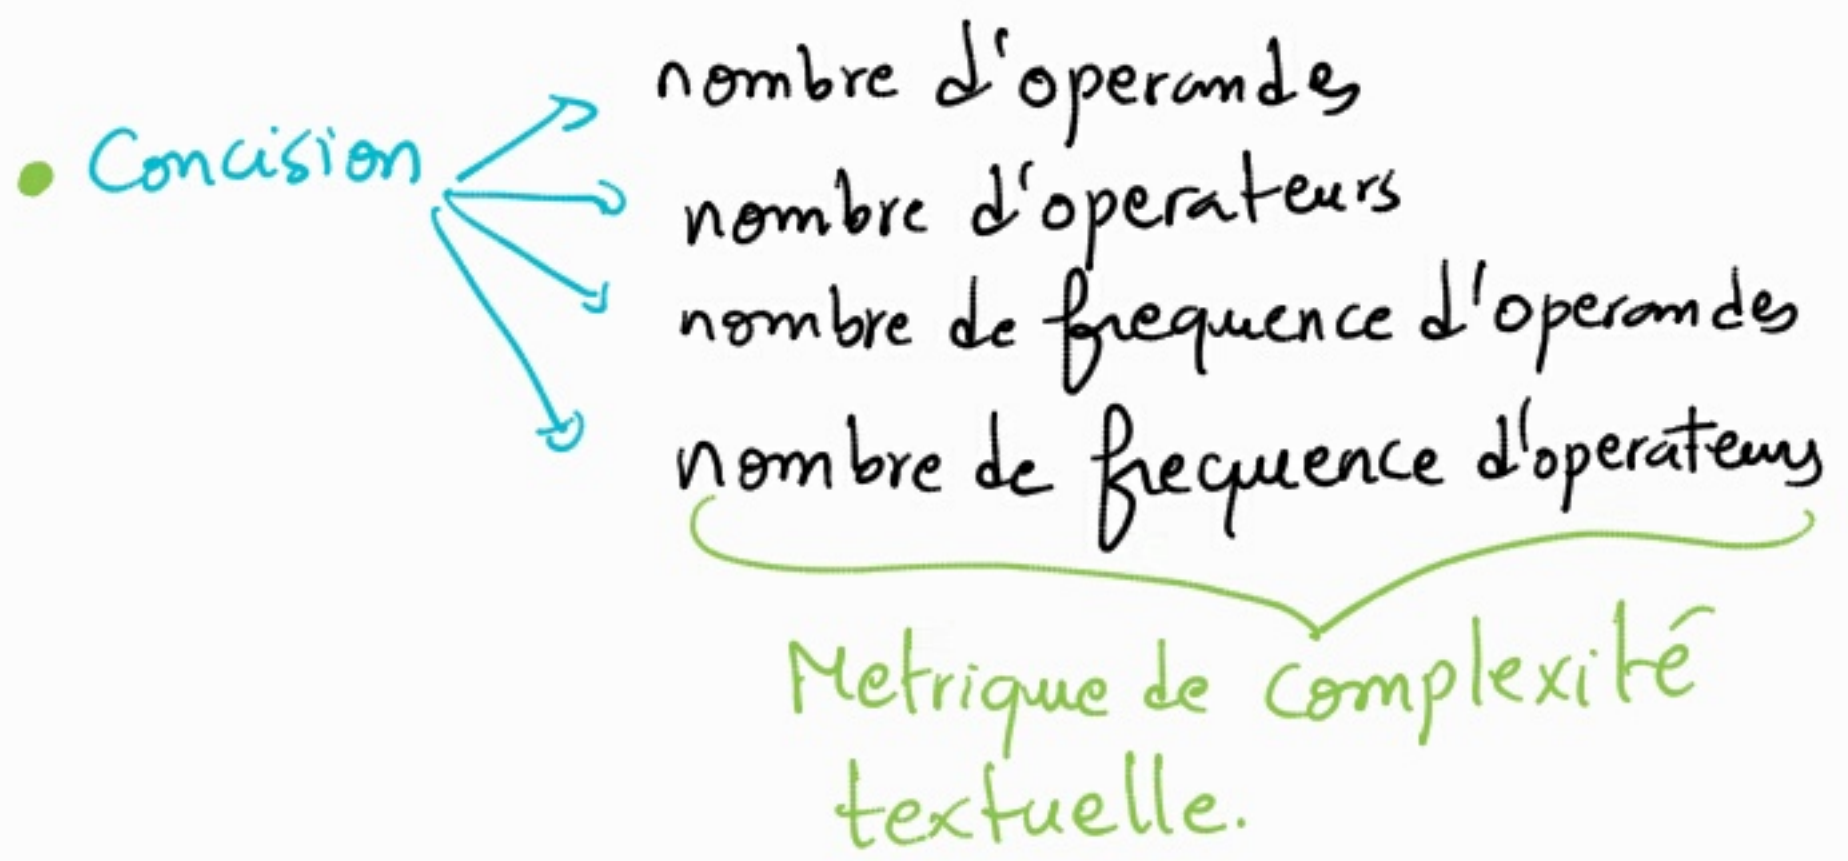 nombre d'operandes
• Concision
nombre d'operateurs
nombre de frequence d'operandes
nombre de frequence d'operateurs
Metrique de complexité
textuelle.